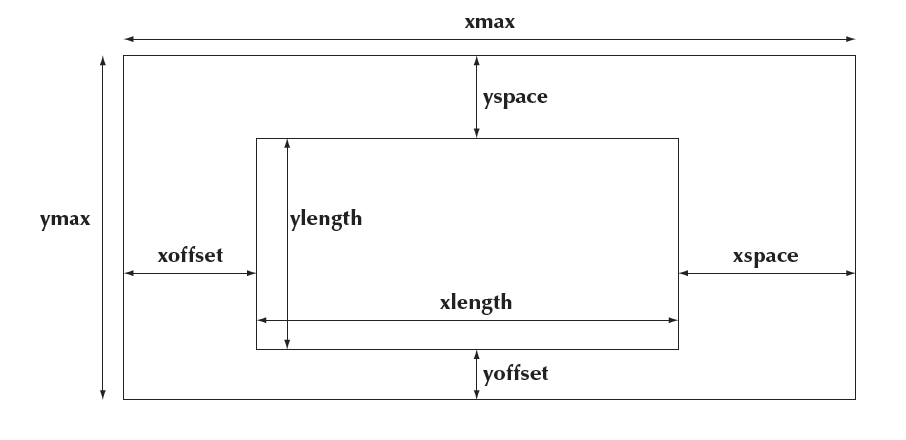 xmax
yspace
ymax
ylength
xoffset
xspace
xlength
yoffset